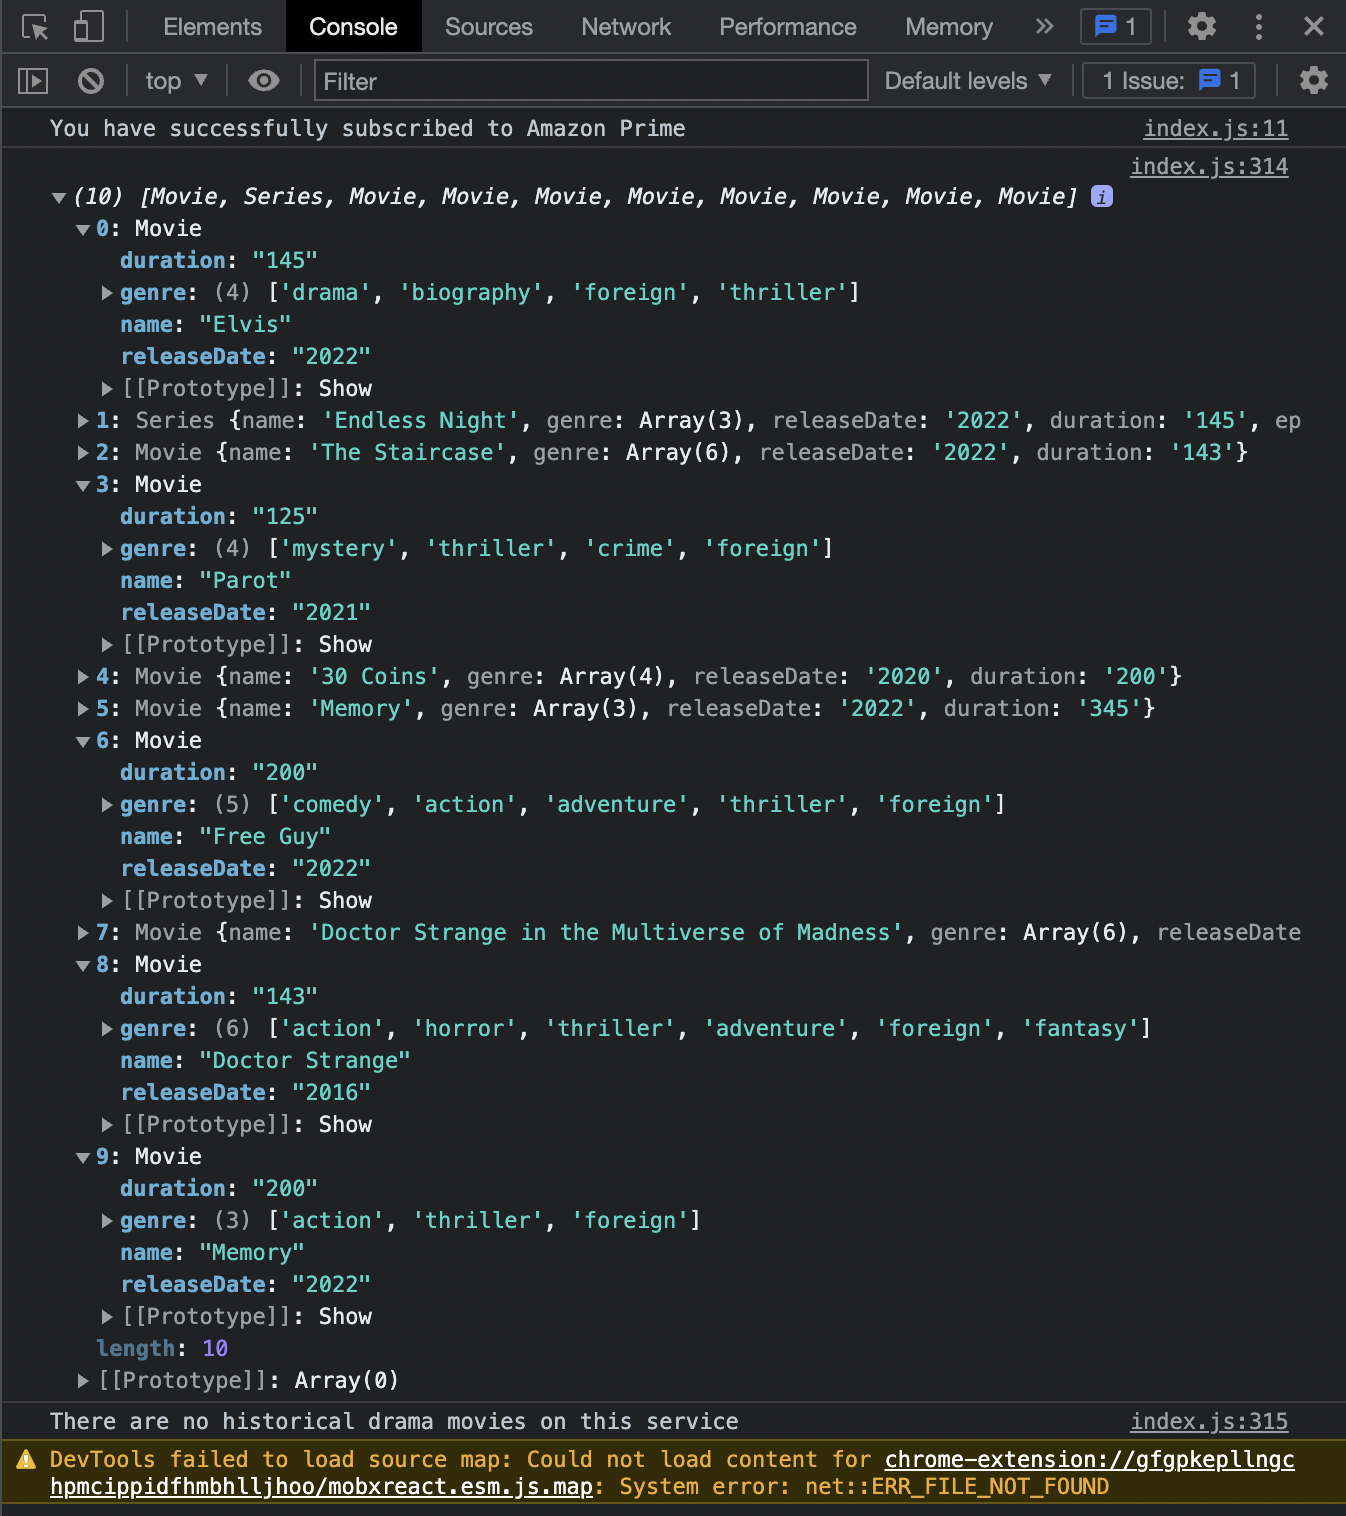 Elements Console Sources Network Performance Memory 1
top Filter Default levels 1 Issue: 1
You have successfully subscribed to Amazon Prime index.js:11
index.js:314
(10) [Movie, Series, Movie, Movie, Movie, Movie, Movie, Movie, Movie, Movie] i
0: Movie
duration: "145"
genre: (4) ['drama', 'biography', 'foreign', 'thriller']
name: "Elvis"
releaseDate: "2022"
[[Prototype]]: Show
1: Series {name: 'Endless Night', genre: Array(3), releaseDate: '2022', duration: '145', ep
2: Movie {name: 'The Staircase', genre: Array(6), releaseDate: '2022', duration: '143'}
3: Movie
duration: "125"
genre: (4) ['mystery', 'thriller', 'crime', 'foreign']
name: "Parot"
releaseDate: "2021"
[[Prototype]]: Show
4: Movie {name: '30 Coins', genre: Array(4), releaseDate: '2020', duration: '200'}
5: Movie {name: 'Memory', genre: Array(3), releaseDate: '2022', duration: '345'}
6: Movie
duration: "200"
genre: (5) ['comedy', 'action', 'adventure', 'thriller', 'foreign']
name: "Free Guy"
releaseDate: "2022"
[[Prototype]]: Show
7: Movie {name: 'Doctor Strange in the Multiverse of Madness', genre: Array(6), releaseDate
8: Movie
duration: "143"
genre: (6) ['action', 'horror', 'thriller', 'adventure', 'foreign', 'fantasy']
name: "Doctor Strange"
releaseDate: "2016"
[[Prototype]]: Show
9: Movie
duration: "200"
genre: (3) ['action', 'thriller', 'foreign']
name: "Memory"
releaseDate: "2022"
[[Prototype]]: Show
length: 10
[[Prototype]]: Array(0)
There are no historical drama movies on this service index.js:315
DevTools failed to load source map: Could not load content for chrome-extension://gfgpkepllngc
hpmcippidfhmbhlljhoo/mobxreact.esm.js.map: System error: net::ERR_FILE_NOT_FOUND